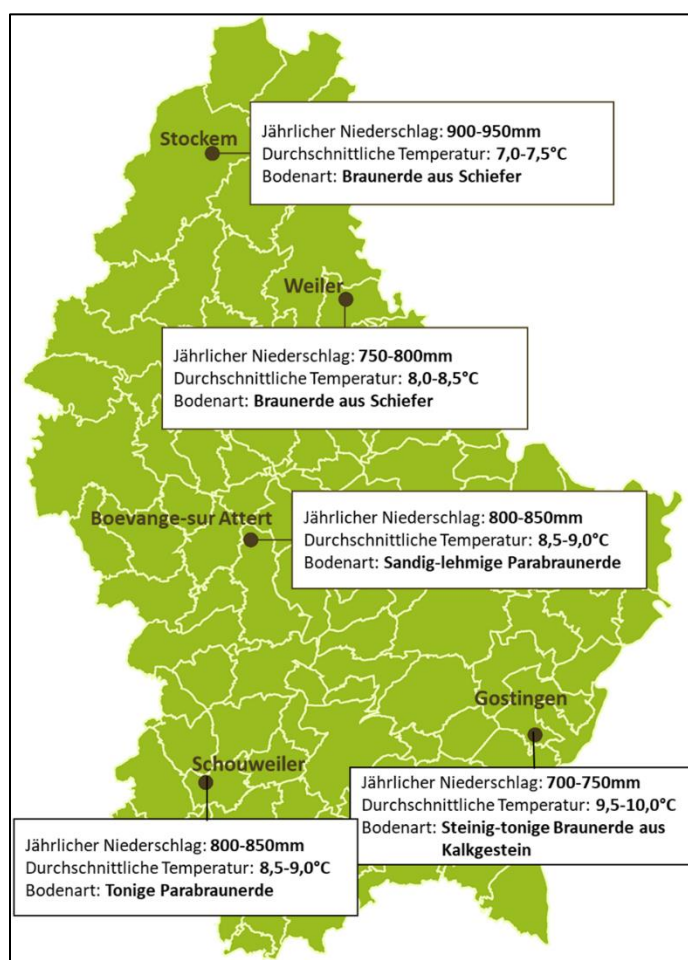 Stockem
Jährlicher Niederschlag: 900-950mm
Durchschnittliche Temperatur: 7,0-7,5°C
Bodenart: Braunerde aus Schiefer
Weiler
Jährlicher Niederschlag: 750-800mm
Durchschnittliche Temperatur: 8,0-8,5°C
Bodenart: Braunerde aus Schiefer
Boevange-sur Attert
Jährlicher Niederschlag: 800-850mm
Durchschnittliche Temperatur: 8,5-9,0°C
Bodenart: Sandig-lehmige Parabraunerde
Gostingen
Jährlicher Niederschlag: 700-750mm
Durchschnittliche Temperatur: 9,5-10,0°C
Bodenart: Steinig-tonige Braunerde aus
Kalkgestein
Schouweiler
Jährlicher Niederschlag: 800-850mm
Durchschnittliche Temperatur: 8,5-9,0°C
Bodenart: Tonige Parabraunerde